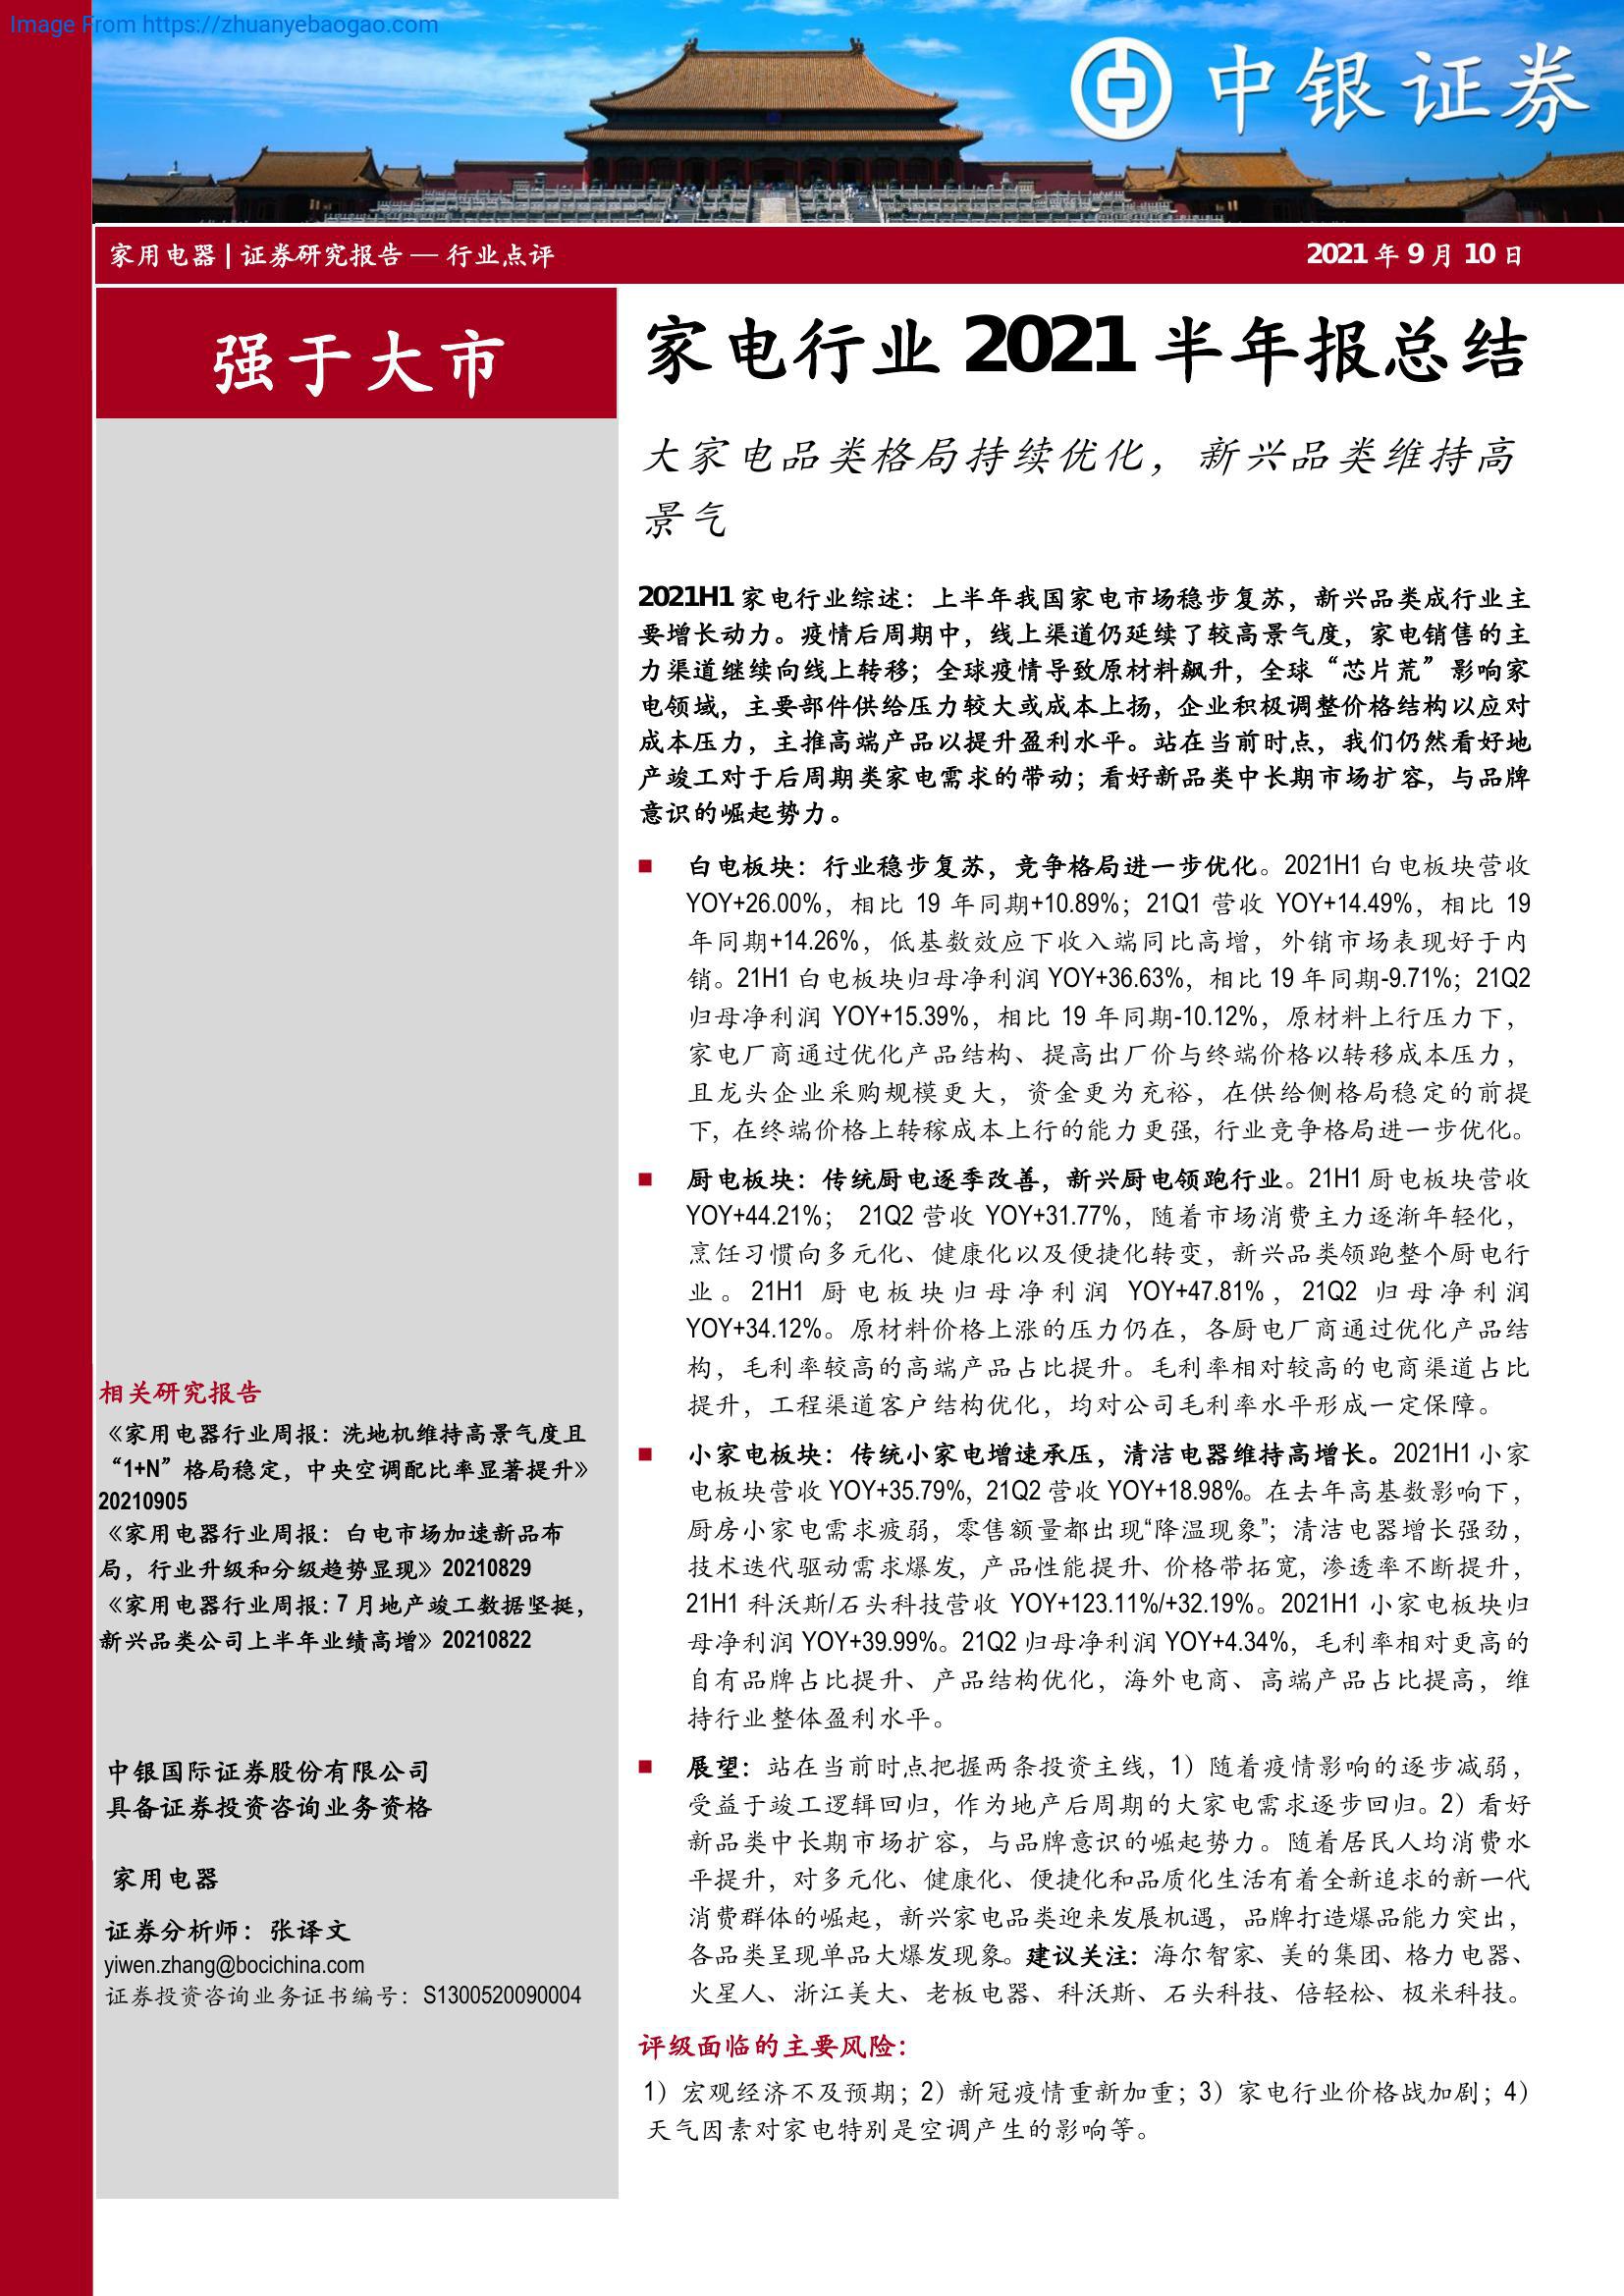 Image From https://zhuanyebaogao.com
中银证券
家用电器 | 证券研究报告 — 行业点评
2021 年 9 月 10 日
强于大市
家电行业 2021 半年报总结
大家电品类格局持续优化，新兴品类维持高
景气
2021H1 家电行业综述：上半年我国家电市场稳步复苏，新兴品类成行业主
要增长动力。疫情后周期中，线上渠道仍延续了较高景气度，家电销售的主
力渠道继续向线上转移；全球疫情导致原材料飙升，全球“芯片荒”影响家
电领域，主要部件供给压力较大或成本上扬，企业积极调整价格结构以应对
成本压力，主推高端产品以提升盈利水平。站在当前时点，我们仍然看好地
产竣工对于后周期类家电需求的带动；看好新品类中长期市场扩容，与品牌
意识的崛起势力。
■ 白电板块：行业稳步复苏，竞争格局进一步优化。2021H1 白电板块营收
YOY+26.00%，相比 19 年同期+10.89%；21Q1 营收 YOY+14.49%，相比 19
年同期+14.26%，低基数效应下收入端同比高增，外销市场表现好于内
销。21H1 白电板块归母净利润 YOY+36.63%，相比 19 年同期-9.71%；21Q2
归母净利润 YOY+15.39%，相比 19 年同期-10.12%，原材料上行压力下，
家电厂商通过优化产品结构、提高出厂价与终端价格以转移成本压力，
且龙头企业采购规模更大，资金更为充裕，在供给侧格局稳定的前提
下，在终端价格上转稼成本上行的能力更强，行业竞争格局进一步优化。
■ 厨电板块：传统厨电逐季改善，新兴厨电领跑行业。21H1 厨电板块营收
YOY+44.21%； 21Q2 营收 YOY+31.77%，随着市场消费主力逐渐年轻化，
烹饪习惯向多元化、健康化以及便捷化转变，新兴品类领跑整个厨电行
业。21H1 厨电板块归母净利润 YOY+47.81%，21Q2 归母净利润
YOY+34.12%。原材料价格上涨的压力仍在，各厨电厂商通过优化产品结
构，毛利率较高的高端产品占比提升。毛利率相对较高的电商渠道占比
提升，工程渠道客户结构优化，均对公司毛利率水平形成一定保障。
■ 小家电板块：传统小家电增速承压，清洁电器维持高增长。2021H1 小家
电板块营收 YOY+35.79%，21Q2 营收 YOY+18.98%。在去年高基数影响下，
厨房小家电需求疲弱，零售额量都出现“降温现象”；清洁电器增长强劲，
技术迭代驱动需求爆发，产品性能提升、价格带拓宽，渗透率不断提升，
21H1 科沃斯/石头科技营收 YOY+123.11%/+32.19%。2021H1 小家电板块归
母净利润 YOY+39.99%。21Q2 归母净利润 YOY+4.34%，毛利率相对更高的
自有品牌占比提升、产品结构优化，海外电商、高端产品占比提高，维
持行业整体盈利水平。
■ 展望：站在当前时点把握两条投资主线，1）随着疫情影响的逐步减弱，
受益于竣工逻辑回归，作为地产后周期的大家电需求逐步回归。2）看好
新品类中长期市场扩容，与品牌意识的崛起势力。随着居民人均消费水
平提升，对多元化、健康化、便捷化和品质化生活有着全新追求的新一代
消费群体的崛起，新兴家电品类迎来发展机遇，品牌打造爆品能力突出，
各品类呈现单品大爆发现象。建议关注：海尔智家、美的集团、格力电器、
火星人、浙江美大、老板电器、科沃斯、石头科技、倍轻松、极米科技。
评级面临的主要风险：
1）宏观经济不及预期；2）新冠疫情重新加重；3）家电行业价格战加剧；4）
天气因素对家电特别是空调产生的影响等。
相关研究报告
《家用电器行业周报：洗地机维持高景气度且
“1+N”格局稳定，中央空调配比率显著提升》
20210905
《家用电器行业周报：白电市场加速新品布
局，行业升级和分级趋势显现》20210829
《家用电器行业周报：7 月地产竣工数据坚挺，
新兴品类公司上半年业绩高增》20210822
中银国际证券股份有限公司
具备证券投资咨询业务资格
家用电器
证券分析师：张译文
yiwen.zhang@bocichina.com
证券投资咨询业务证书编号：S1300520090004